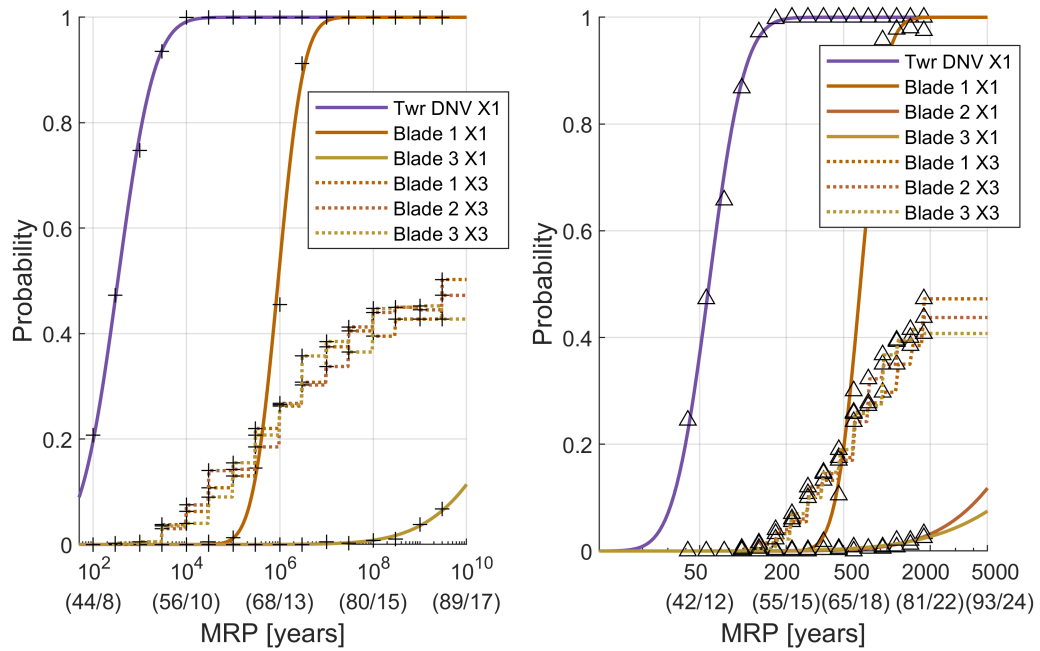 1
0.8
0.6
0.4
0.2
0
Probability
Twr DNV X1
Blade 1 X1
Blade 3 X1
Blade 1 X3
Blade 2 X3
Blade 3 X3
10^2 10^4 10^6 10^8 10^10
(44/8) (56/10) (68/13) (80/15) (89/17)
MRP [years]
1
0.8
0.6
0.4
0.2
0
Probability
Twr DNV X1
Blade 1 X1
Blade 2 X1
Blade 3 X1
Blade 1 X3
Blade 2 X3
Blade 3 X3
50 200 500 2000 5000
(42/12) (55/15) (65/18) (81/22) (93/24)
MRP [years]